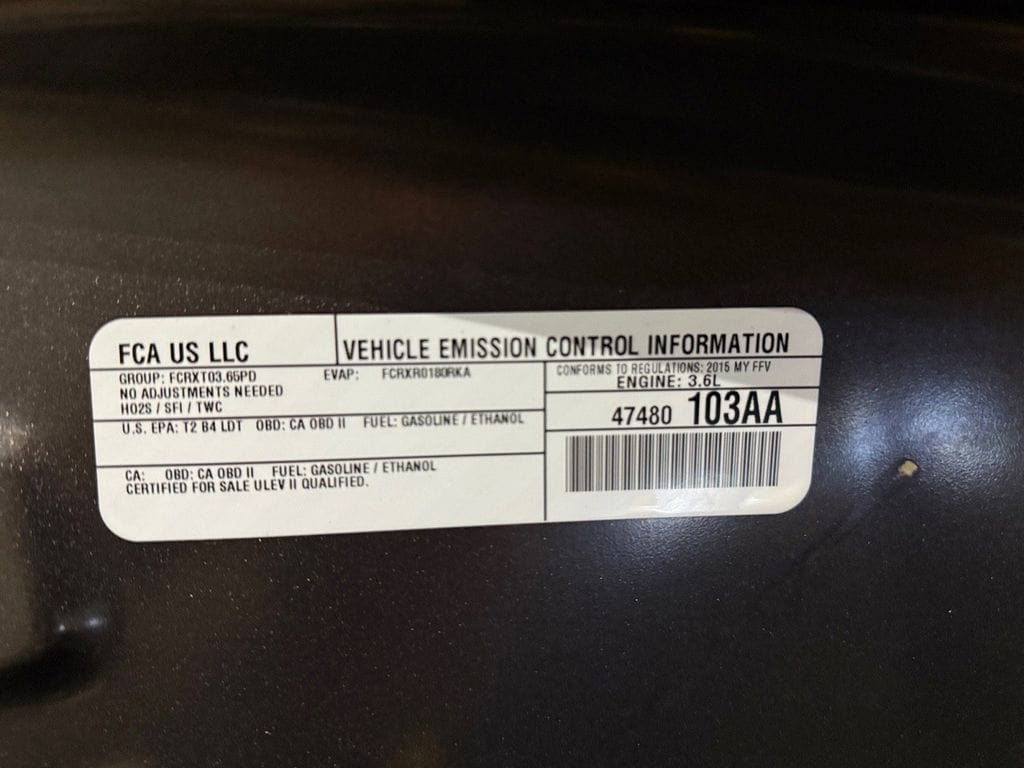 FCA US LLC
VEHICLE EMISSION CONTROL INFORMATION
GROUP: FCRXT03.65PD
EVAP: FCRXR0180RKA
NO ADJUSTMENTS NEEDED
HO2S / SFI / TWC
CONFORMS TO REGULATIONS: 2015 MY FFV
ENGINE: 3.6L
47480 103AA
U.S. EPA: T2 B4 LDT OBD: CA OBD II FUEL: GASOLINE / ETHANOL
CA: OBD: CA OBD II FUEL: GASOLINE / ETHANOL
CERTIFIED FOR SALE ULEV II QUALIFIED.